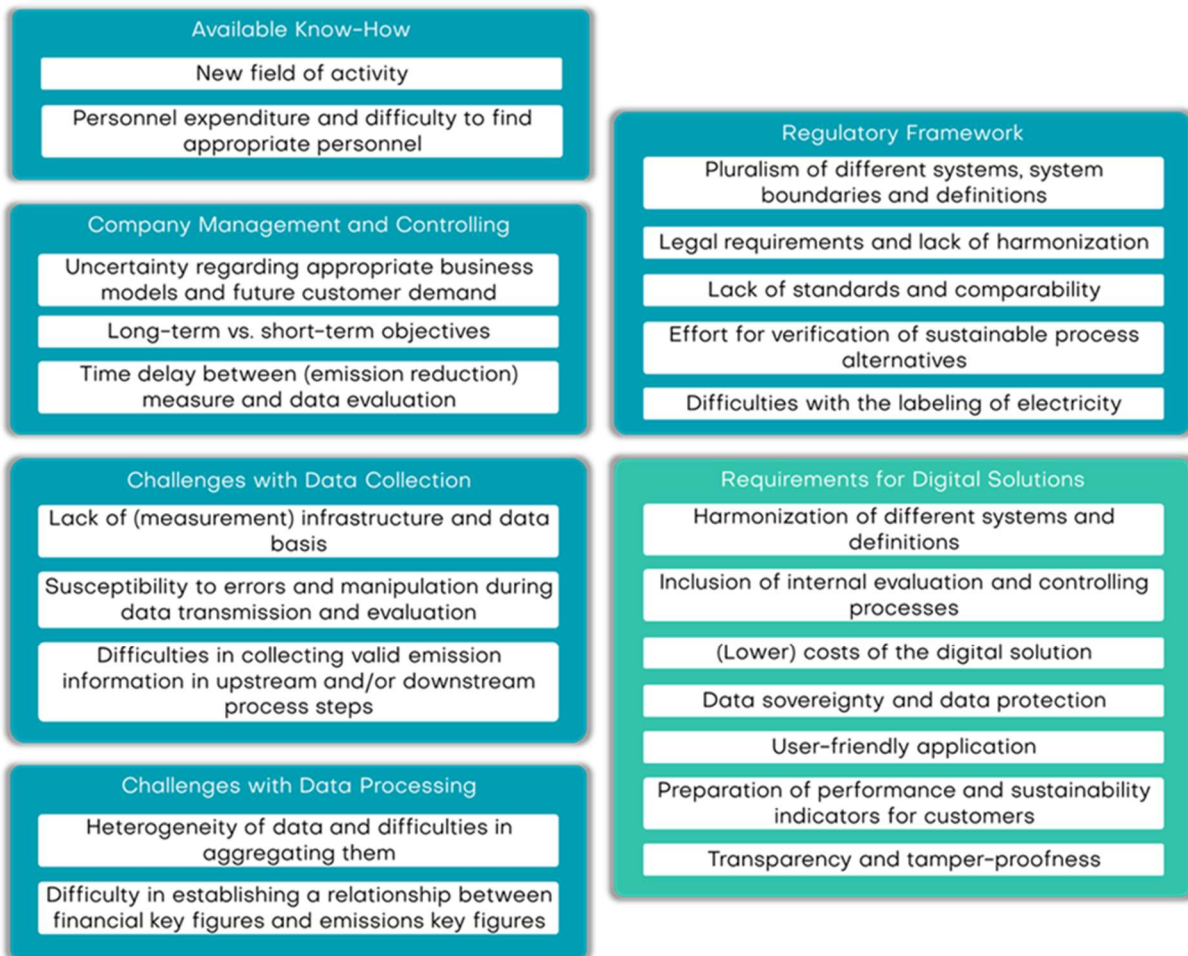 Available Know-How
New field of activity
Personnel expenditure and difficulty to find
appropriate personnel
Company Management and Controlling
Uncertainty regarding appropriate business
models and future customer demand
Long-term vs. short-term objectives
Time delay between (emission reduction)
measure and data evaluation
Challenges with Data Collection
Lack of (measurement) infrastructure and data
basis
Susceptibility to errors and manipulation during
data transmission and evaluation
Difficulties in collecting valid emission
information in upstream and/or downstream
process steps
Challenges with Data Processing
Heterogeneity of data and difficulties in
aggregating them
Difficulty in establishing a relationship between
financial key figures and emissions key figures
Regulatory Framework
Pluralism of different systems, system
boundaries and definitions
Legal requirements and lack of harmonization
Lack of standards and comparability
Effort for verification of sustainable process
alternatives
Difficulties with the labeling of electricity
Requirements for Digital Solutions
Harmonization of different systems and
definitions
Inclusion of internal evaluation and controlling
processes
(Lower) costs of the digital solution
Data sovereignty and data protection
User-friendly application
Preparation of performance and sustainability
indicators for customers
Transparency and tamper-proofness